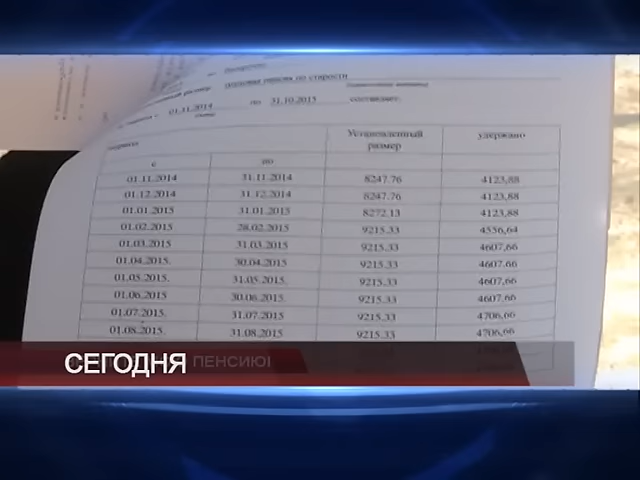 трудовая пенсия по старости
01.11.2014 по 31.10.2015 составляет:
Установленный размер удержано
с по
01.11.2014 31.11.2014 8247.76 4123,88
01.12.2014 31.12.2014 8247.76 4123,88
01.01.2015 31.01.2015 8272.13 4123,88
01.02.2015 28.02.2015 9215.33 4556,64
01.03.2015 31.03.2015 9215.33 4607,66
01.04.2015. 30.04.2015 9215.33 4607.66
01.05.2015. 31.05.2015. 9215.33 4607,66
01.06.2015 30.06.2015. 9215.33 4607.66
01.07.2015. 31.07.2015 9215.33 4706,66
01.08.2015. 31.08.2015 9215.33 4706,66
СЕГОДНЯ ПЕНСИЮ